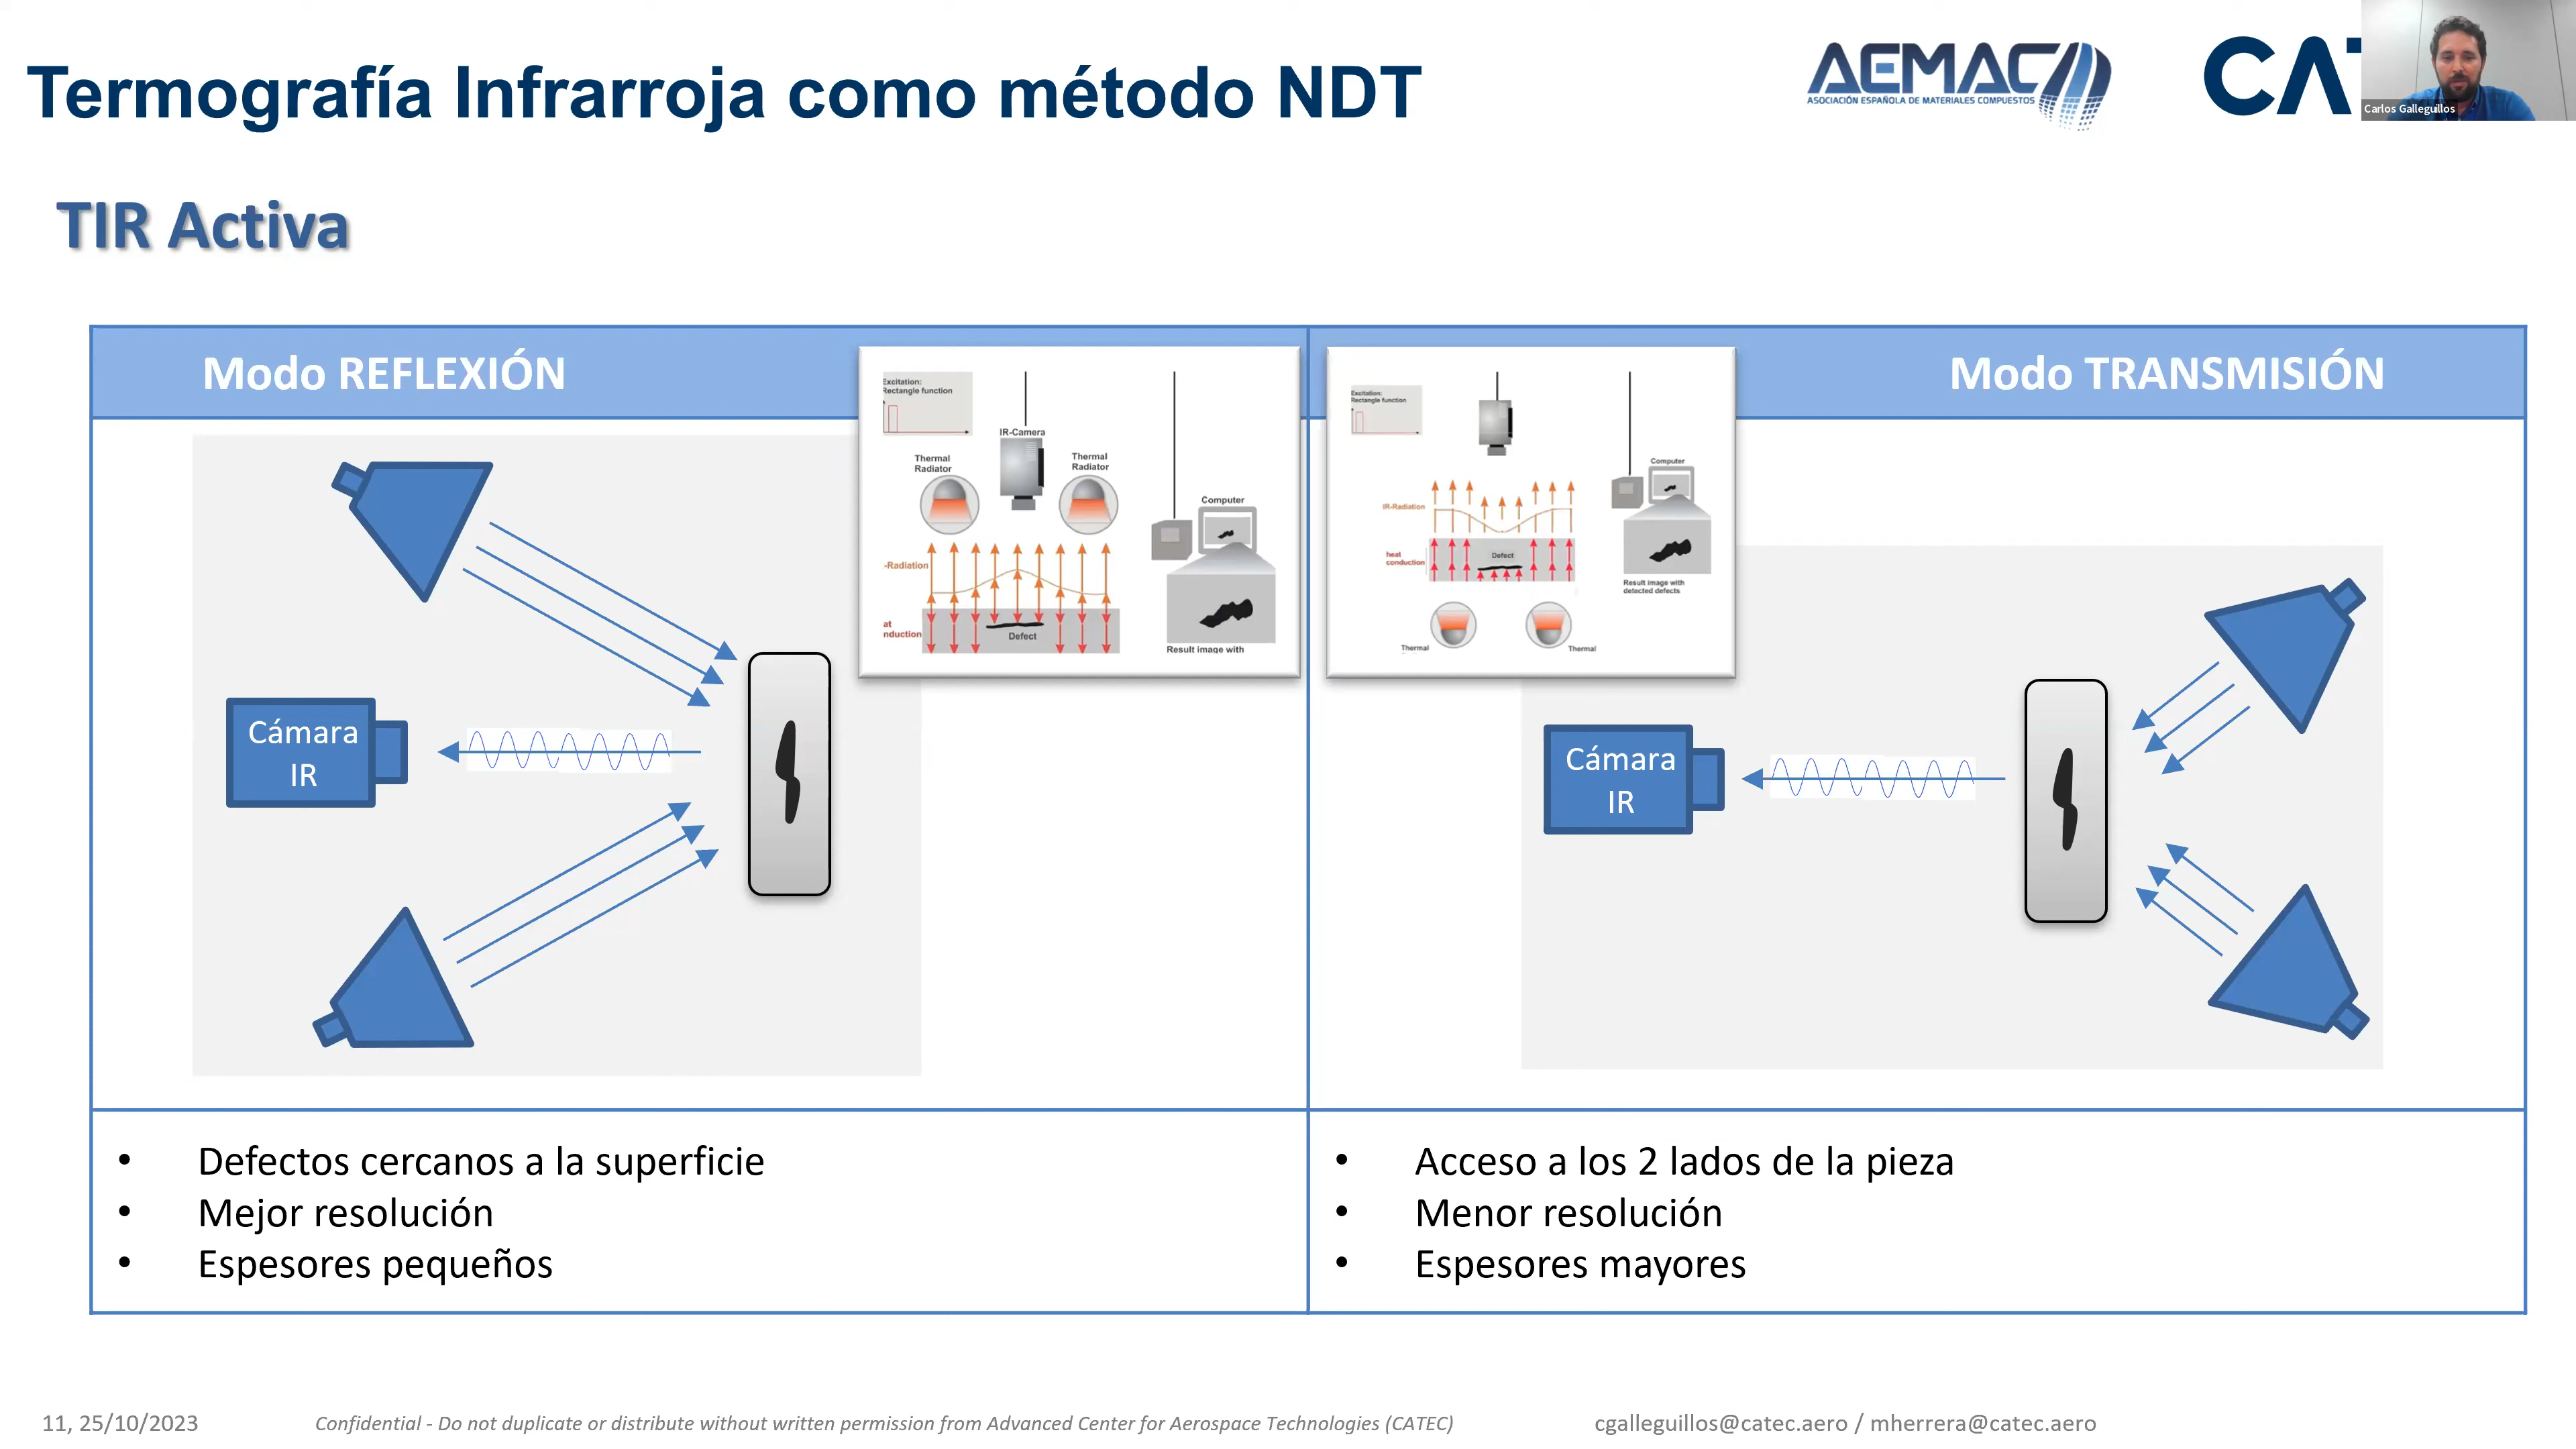 Termografía Infrarroja como método NDT
AEMAC
ASOCIACIÓN ESPAÑOLA DE MATERIALES COMPUESTOS
CA
Carlos Galleguillos
TIR Activa
Modo REFLEXIÓN
Modo TRANSMISIÓN
Excitation:
Rectangle function
IR-Camera
Thermal
Radiator
Thermal
Radiator
Computer
-Radiation
at
nduction
Defect
Result image with
Excitation:
Rectangle function
Computer
IR-Radiation
heat
conduction
Defect
Result image with
detected defects
Thermal
Thermal
Cámara
IR
Cámara
IR
• Defectos cercanos a la superficie
• Mejor resolución
• Espesores pequeños
• Acceso a los 2 lados de la pieza
• Menor resolución
• Espesores mayores
11, 25/10/2023
Confidential - Do not duplicate or distribute without written permission from Advanced Center for Aerospace Technologies (CATEC)
cgalleguillos@catec.aero / mherrera@catec.aero